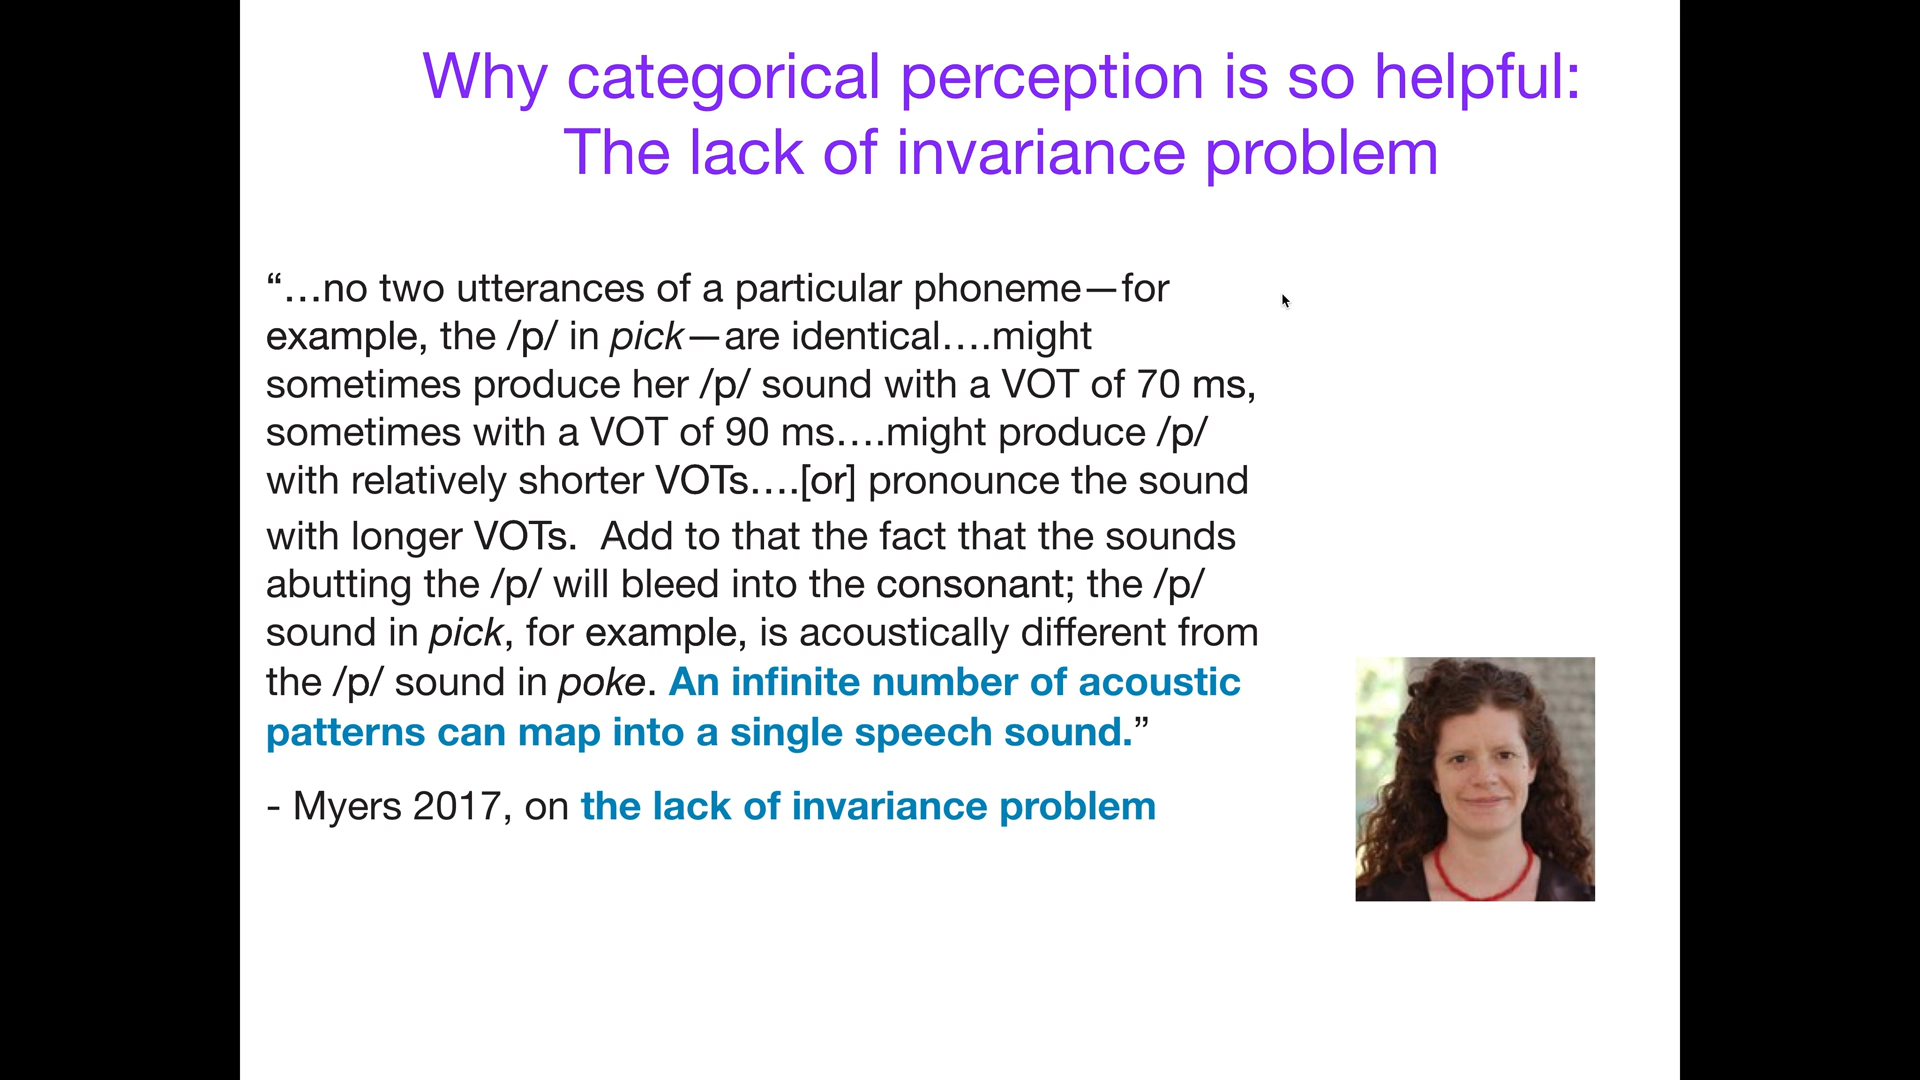 Why categorical perception is so helpful:
The lack of invariance problem
“…no two utterances of a particular phoneme—for
example, the /p/ in pick—are identical….might
sometimes produce her /p/ sound with a VOT of 70 ms,
sometimes with a VOT of 90 ms….might produce /p/
with relatively shorter VOTs….[or] pronounce the sound
with longer VOTs.  Add to that the fact that the sounds
abutting the /p/ will bleed into the consonant; the /p/
sound in pick, for example, is acoustically different from
the /p/ sound in poke. An infinite number of acoustic
patterns can map into a single speech sound.”
- Myers 2017, on the lack of invariance problem